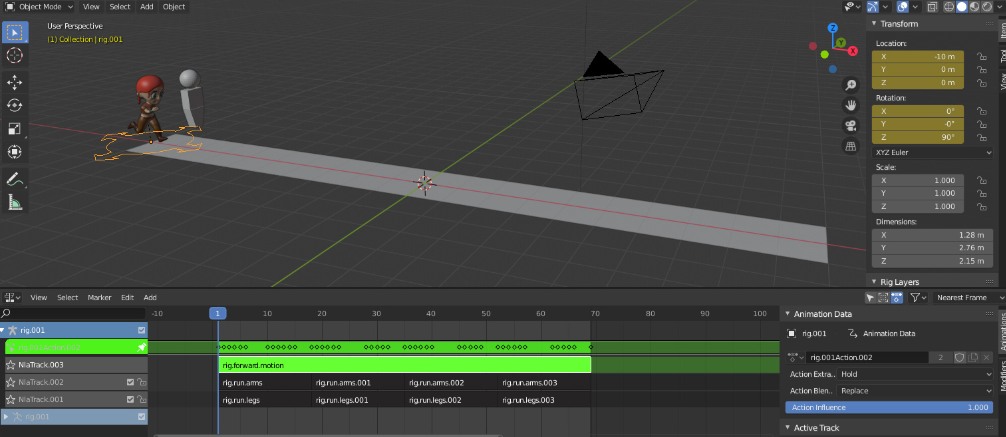 Object Mode View Select Add Object
User Perspective
(1) Collection | rig.001
Z
Y
X
Transform
Location:
X -10 m
Y 0 m
Z 0 m
Rotation:
X 0°
Y -0°
Z 90°
XYZ Euler
Scale:
X 1.000
Y 1.000
Z 1.000
Dimensions:
X 1.28 m
Y 2.76 m
Z 2.15 m
Rig Layers
Item
Tool
View
View Select Marker Edit Add
Nearest Frame
-10 1 10 20 30 40 50 60 70 80 90 100
rig.001
NlaTrack.003
rig.forward.motion
NlaTrack.002
rig.run.arms rig.run.arms.001 rig.run.arms.002 rig.run.arms.003
NlaTrack.001
rig.run.legs rig.run.legs.001 rig.run.legs.002 rig.run.legs.003
rig.001
Animation Data
rig.001 Animation Data
rig.001Action.002 2
Action Extra.. Hold
Action Blen.. Replace
Action Influence 1.000
Active Track
Animations
Modifiers